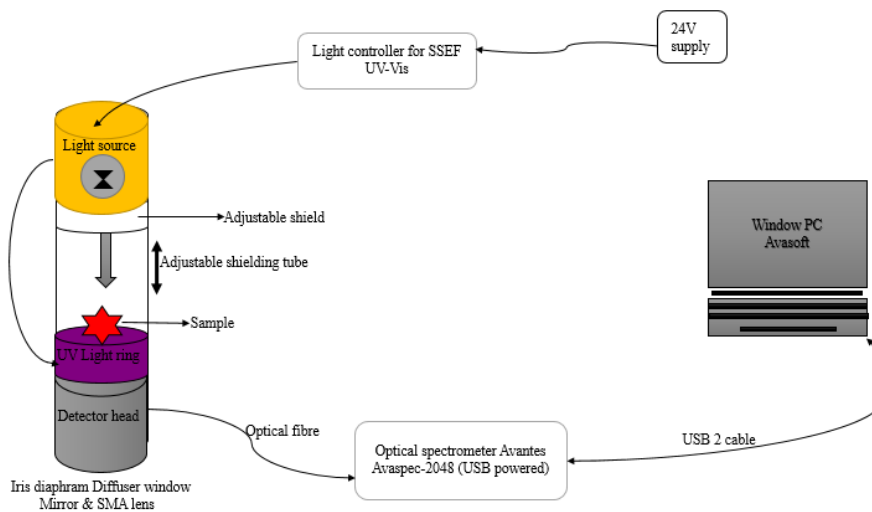 24V
supply
Light controller for SSEF
UV-Vis
Light source
Adjustable shield
Window PC
Avasoft
Adjustable shielding tube
Sample
UV Light ring
Detector head
Optical fibre
USB 2 cable
Optical spectrometer Avantes
Avaspec-2048 (USB powered)
Iris diaphram Diffuser window
Mirror & SMA lens